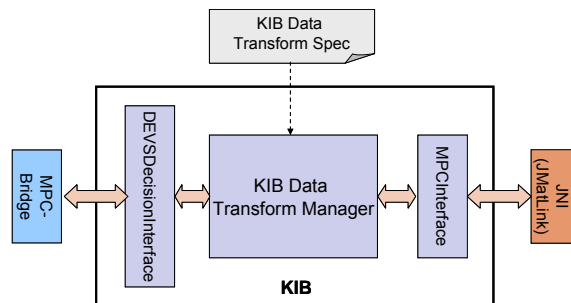 KIB Data
Transform Spec
MPC-
Bridge
DEVSDecisionInterface
KIB Data
Transform Manager
MPCInterface
JNI
(JMatLink)
KIB